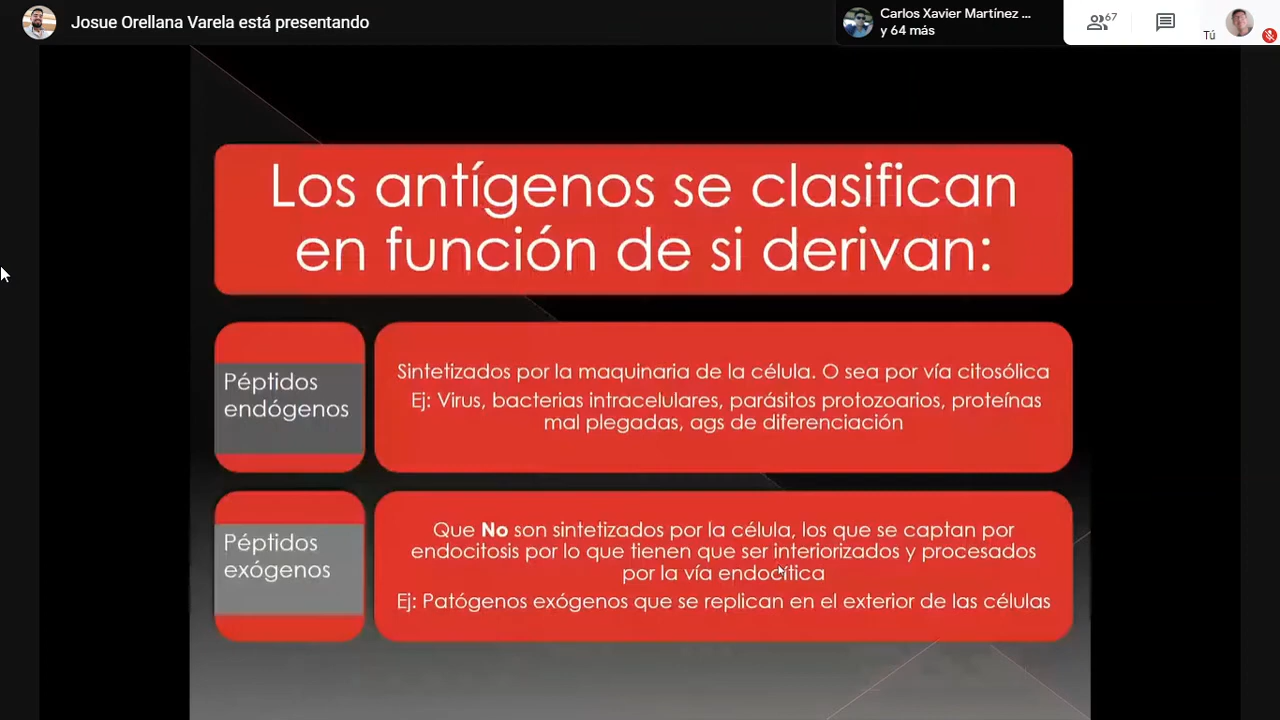 Josue Orellana Varela está presentando
Carlos Xavier Martínez ...
y 64 más
67
Tú
Los antígenos se clasifican
en función de si derivan:
Péptidos
endógenos
Sintetizados por la maquinaria de la célula. O sea por vía citosólica
Ej: Virus, bacterias intracelulares, parásitos protozoarios, proteínas
mal plegadas, ags de diferenciación
Péptidos
exógenos
Que No son sintetizados por la célula, los que se captan por
endocitosis por lo que tienen que ser interiorizados y procesados
por la vía endocítica
Ej: Patógenos exógenos que se replican en el exterior de las células